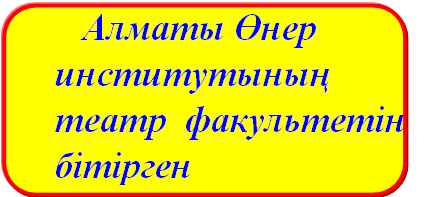 Алматы Өнер
институтының
театр факультетін
бітірген